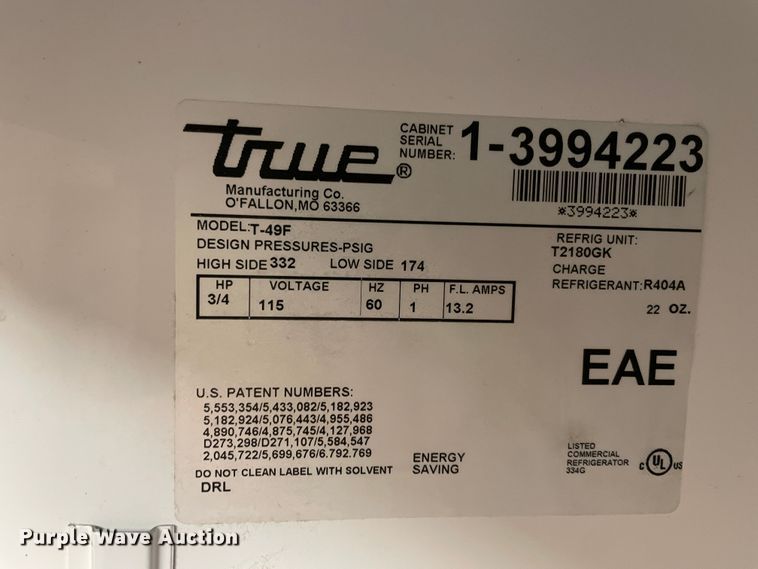 true®
Manufacturing Co.
O'FALLON,MO 63366
CABINET SERIAL NUMBER: 1-3994223
*3994223*
MODEL:T-49F
DESIGN PRESSURES-PSIG
HIGH SIDE 332 LOW SIDE 174
REFRIG UNIT:
T2180GK
CHARGE
REFRIGERANT:R404A
22 OZ.
HP VOLTAGE HZ PH F.L. AMPS
3/4 115 60 1 13.2
EAE
U.S. PATENT NUMBERS:
5,553,354/5,433,082/5,182,923
5,182,924/5,076,443/4,955,486
4,890,746/4,875,745/4,127,968
D273,298/D271,107/5,584,547
2,045,722/5,699,676/6.792.769
DO NOT CLEAN LABEL WITH SOLVENT
DRL
ENERGY
SAVING
LISTED
COMMERCIAL
REFRIGERATOR
334G
c UL us
Purple Wave Auction